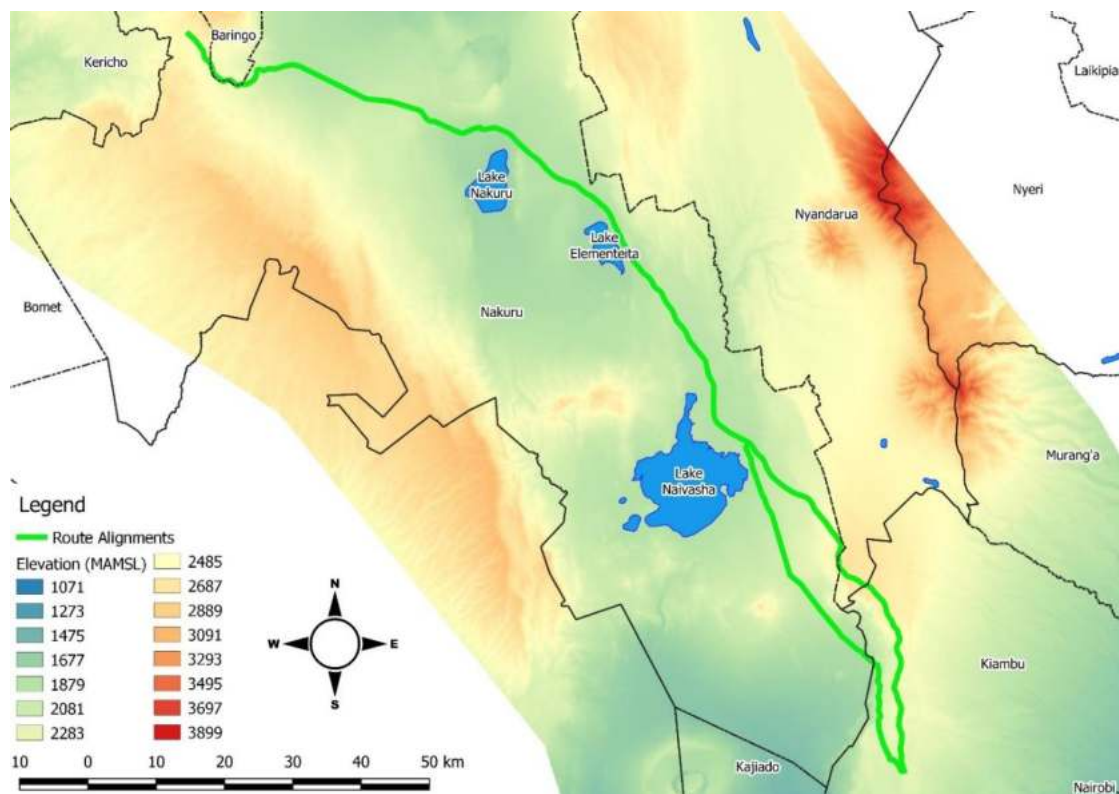 Baringo
Kericho
Laikipia
Lake
Nakuru
Nyeri
Nyandarua
Lake
Elementeita
Bomet
Nakuru
Murang'a
Lake
Naivasha
Legend
Route Alignments
Elevation (MAMSL)
1071
1273
1475
1677
1879
2081
2283
2485
2687
2889
3091
3293
3495
3697
3899
N
W
E
S
Kiambu
10 0 10 20 30 40 50 km
Kajiado
Nairobi